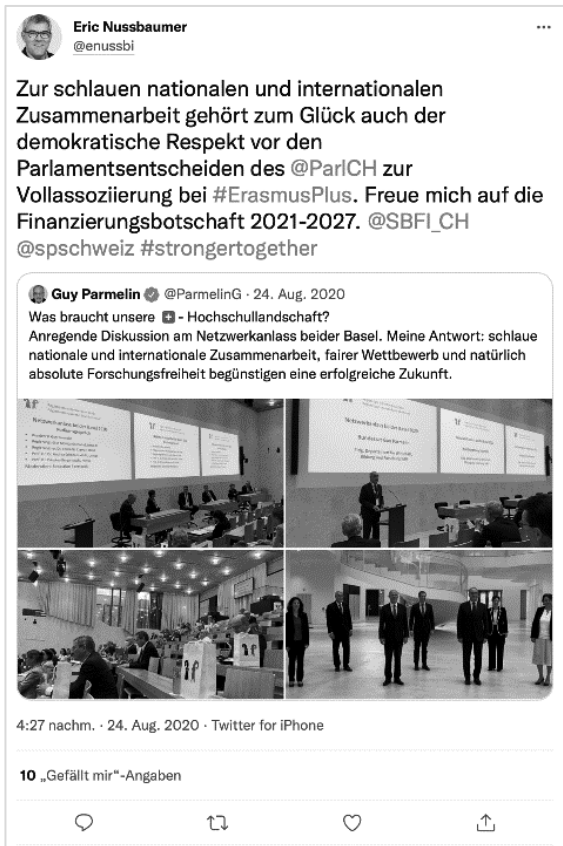 Eric Nussbaumer
@enussbi
Zur schlauen nationalen und internationalen
Zusammenarbeit gehört zum Glück auch der
demokratische Respekt vor den
Parlamentsentscheiden des @ParlCH zur
Vollassoziierung bei #ErasmusPlus. Freue mich auf die
Finanzierungsbotschaft 2021-2027. @SBFI_CH
@spschweiz #strongertogether
Guy Parmelin @ParmelinG · 24. Aug. 2020
Was braucht unsere - Hochschullandschaft?
Anregende Diskussion am Netzwerkanlass beider Basel. Meine Antwort: schlaue
nationale und internationale Zusammenarbeit, fairer Wettbewerb und natürlich
absolute Forschungsfreiheit begünstigen eine erfolgreiche Zukunft.
4:27 nachm. · 24. Aug. 2020 · Twitter for iPhone
10 „Gefällt mir“-Angaben